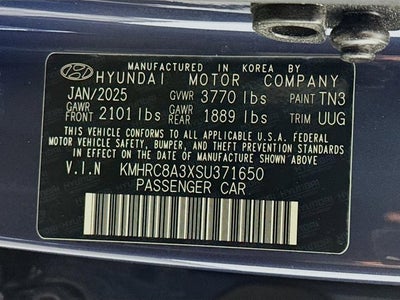 MANUFACTURED IN KOREA BY
HYUNDAI MOTOR COMPANY
JAN/2025 GVWR 3770 lbs PAINT TN3
GAWR FRONT 2101 lbs GAWR REAR 1889 lbs TRIM UUG
THIS VEHICLE CONFORMS TO ALL APPLICABLE U.S.A. FEDERAL
MOTOR VEHICLE SAFETY, BUMPER, AND THEFT PREVENTION STANDARDS
IN EFFECT ON THE DATE OF MANUFACTURE SHOWN ABOVE.
V.I.N KMHRC8A3XSU371650
PASSENGER CAR